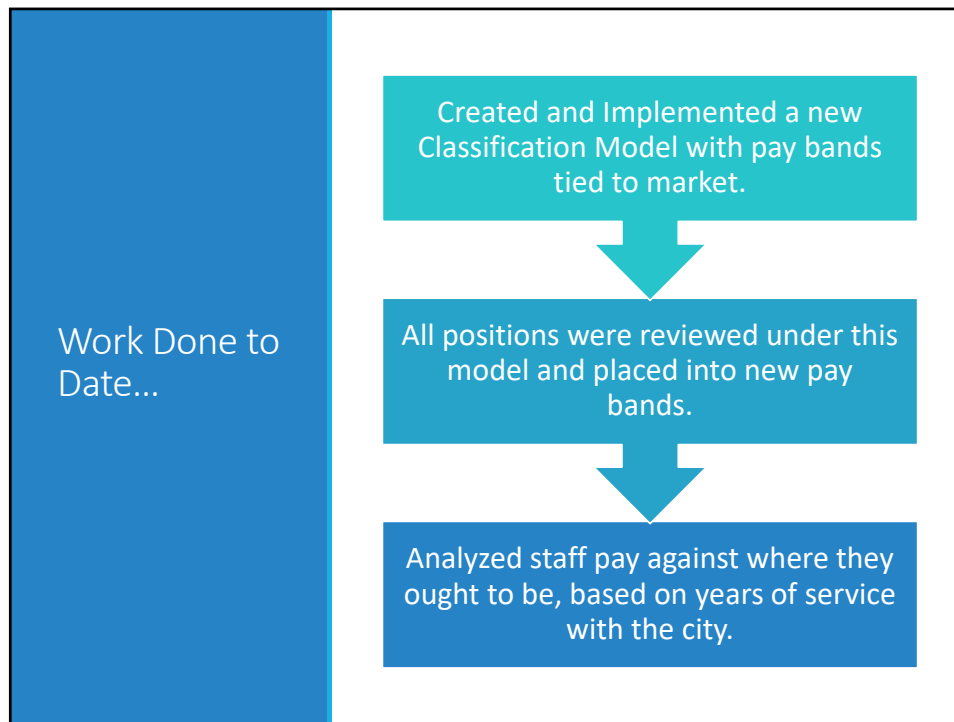 Work Done to
Date...
Created and Implemented a new
Classification Model with pay bands
tied to market.
All positions were reviewed under this
model and placed into new pay
bands.
Analyzed staff pay against where they
ought to be, based on years of service
with the city.